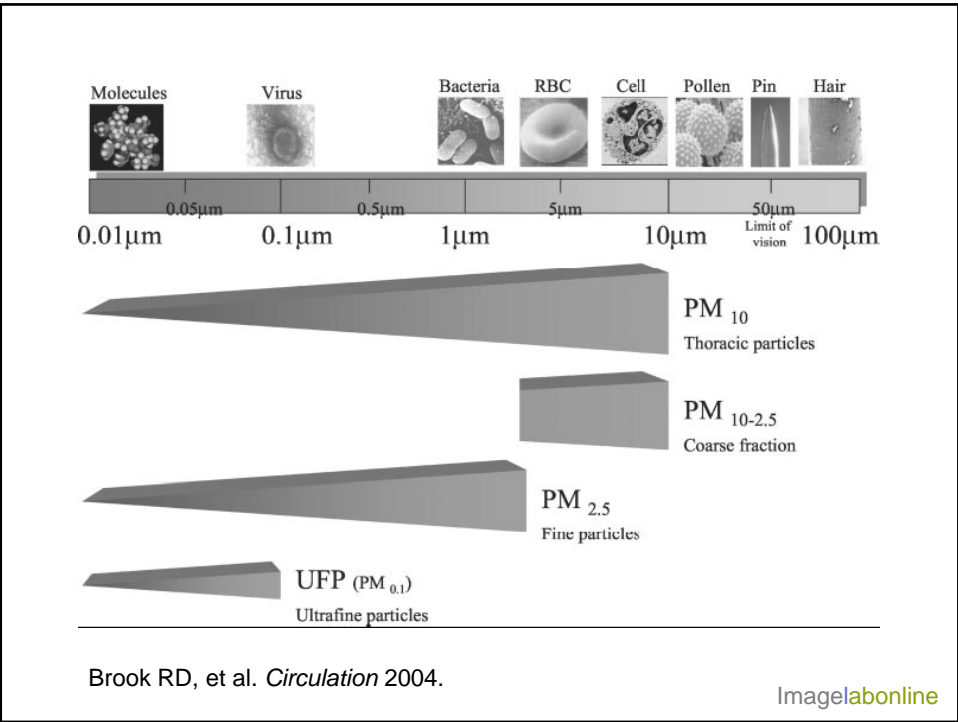 Molecules Virus Bacteria RBC Cell Pollen Pin Hair
0.05µm 0.5µm 5µm 50µm
0.01µm 0.1µm 1µm 10µm Limit of vision 100µm
PM 10
Thoracic particles
PM 10-2.5
Coarse fraction
PM 2.5
Fine particles
UFP (PM 0.1)
Ultrafine particles
Brook RD, et al. Circulation 2004.
Imagelabonline